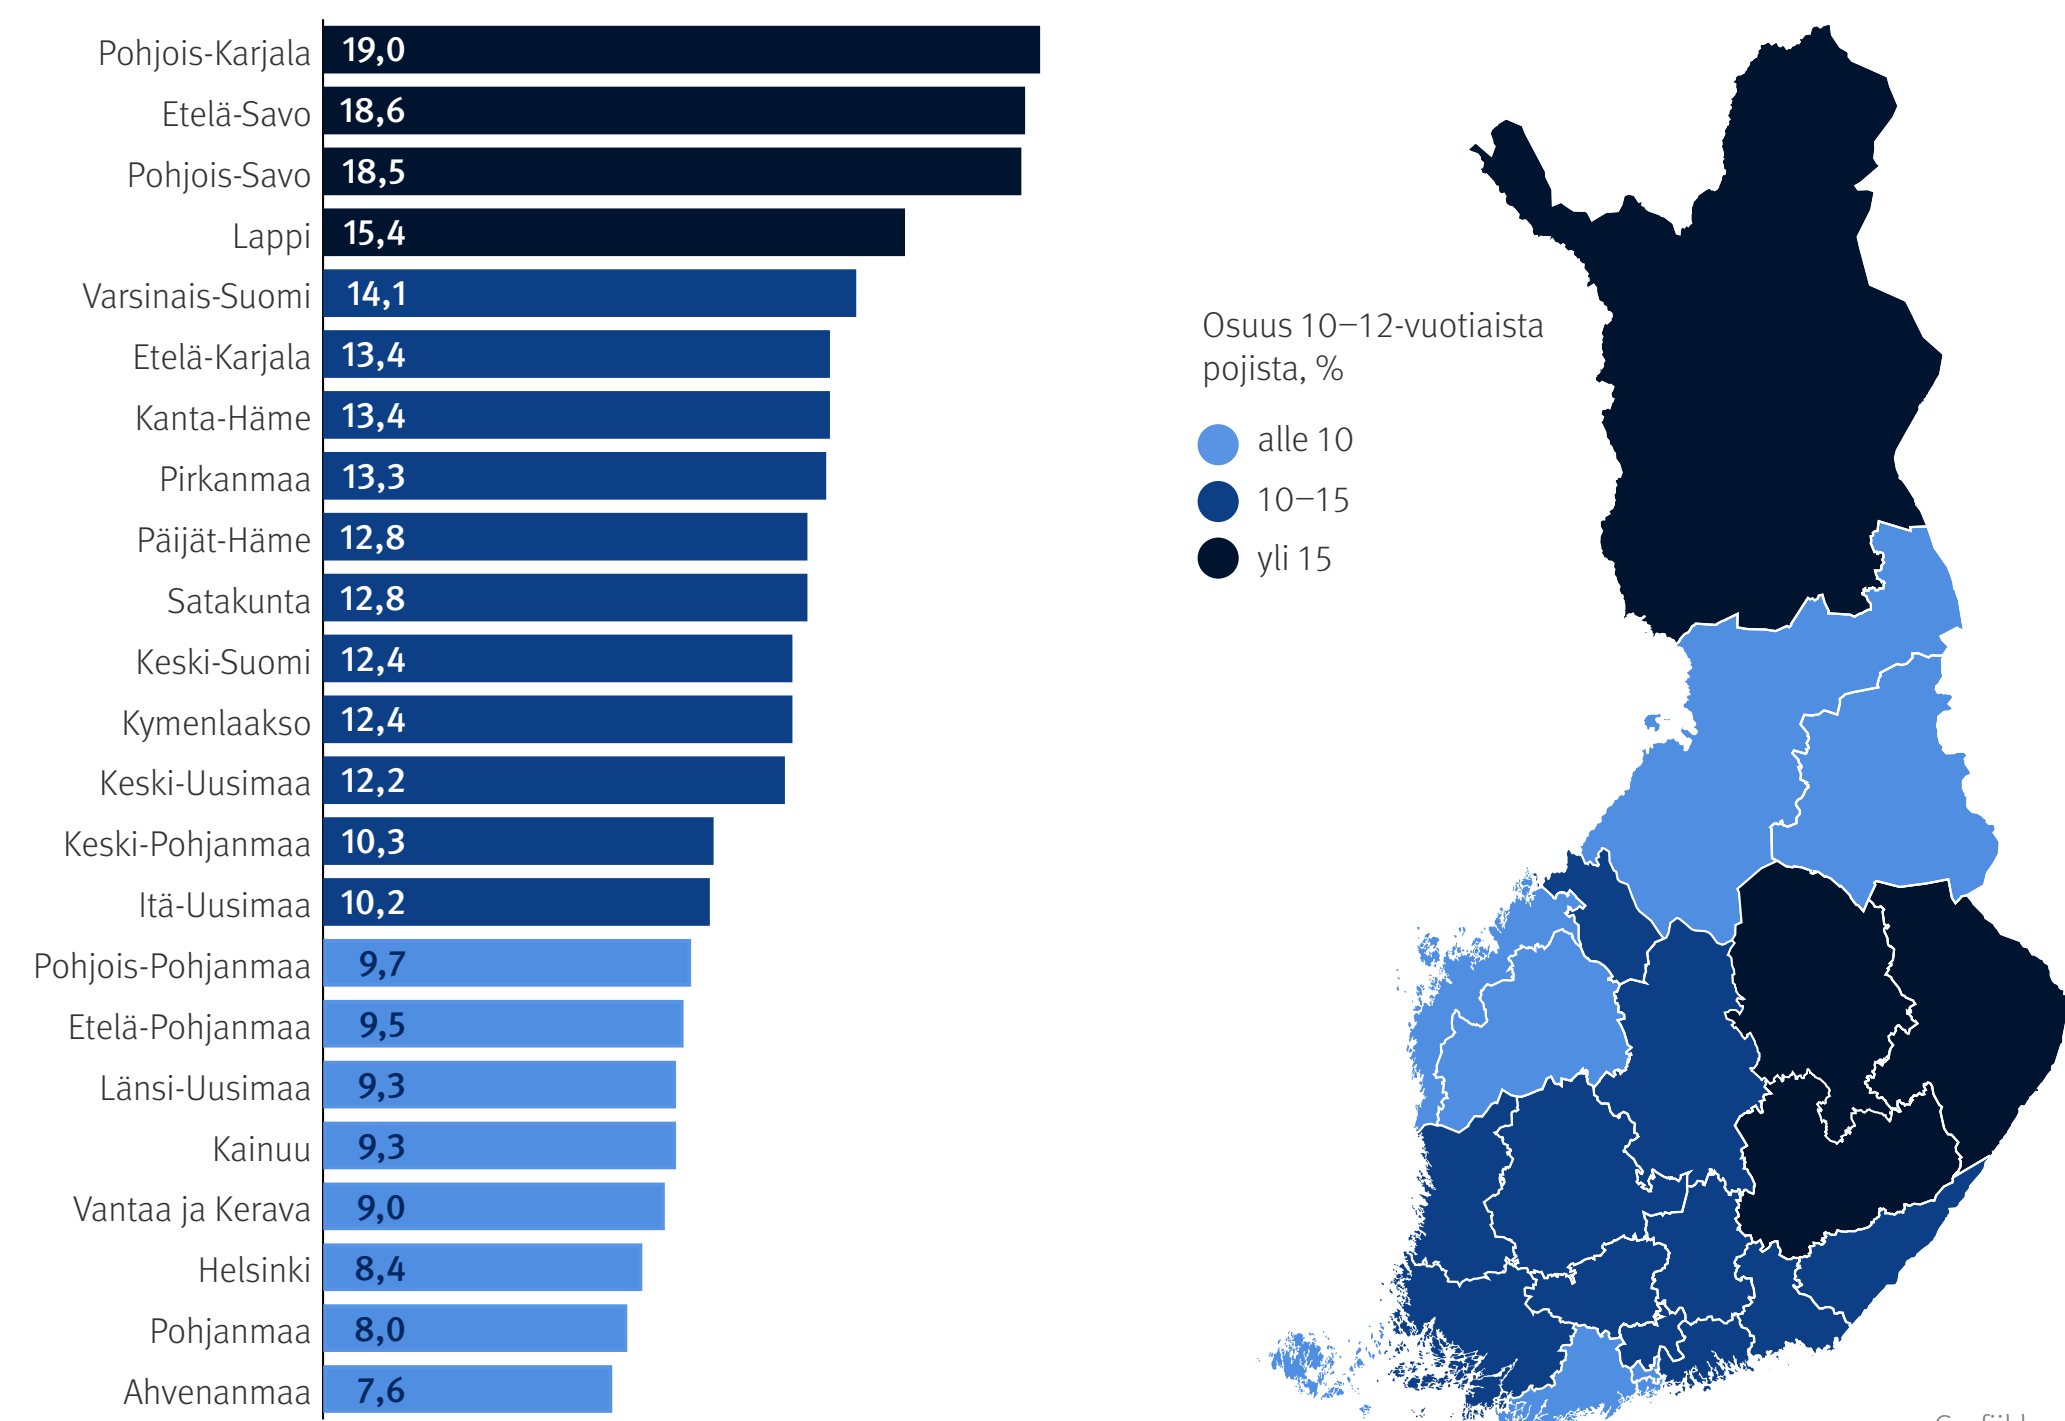 Pohjois-Karjala 19,0
Etelä-Savo 18,6
Pohjois-Savo 18,5
Lappi 15,4
Varsinais-Suomi 14,1
Etelä-Karjala 13,4
Kanta-Häme 13,4
Pirkanmaa 13,3
Päijät-Häme 12,8
Satakunta 12,8
Keski-Suomi 12,4
Kymenlaakso 12,4
Keski-Uusimaa 12,2
Keski-Pohjanmaa 10,3
Itä-Uusimaa 10,2
Pohjois-Pohjanmaa 9,7
Etelä-Pohjanmaa 9,5
Länsi-Uusimaa 9,3
Kainuu 9,3
Vantaa ja Kerava 9,0
Helsinki 8,4
Pohjanmaa 8,0
Ahvenanmaa 7,6
Osuus 10–12-vuotiaista
pojista, %
alle 10
10–15
yli 15